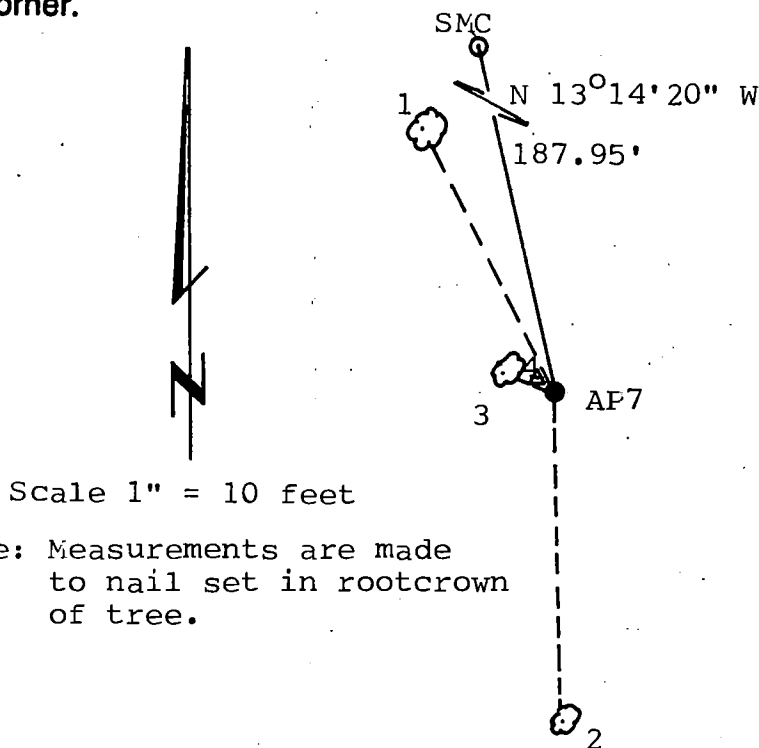 orner.
SMC
1
N 13°14'20" W
187.95'
3
AP7
N
Scale 1" = 10 feet
e: Measurements are made
to nail set in rootcrown
of tree.
2